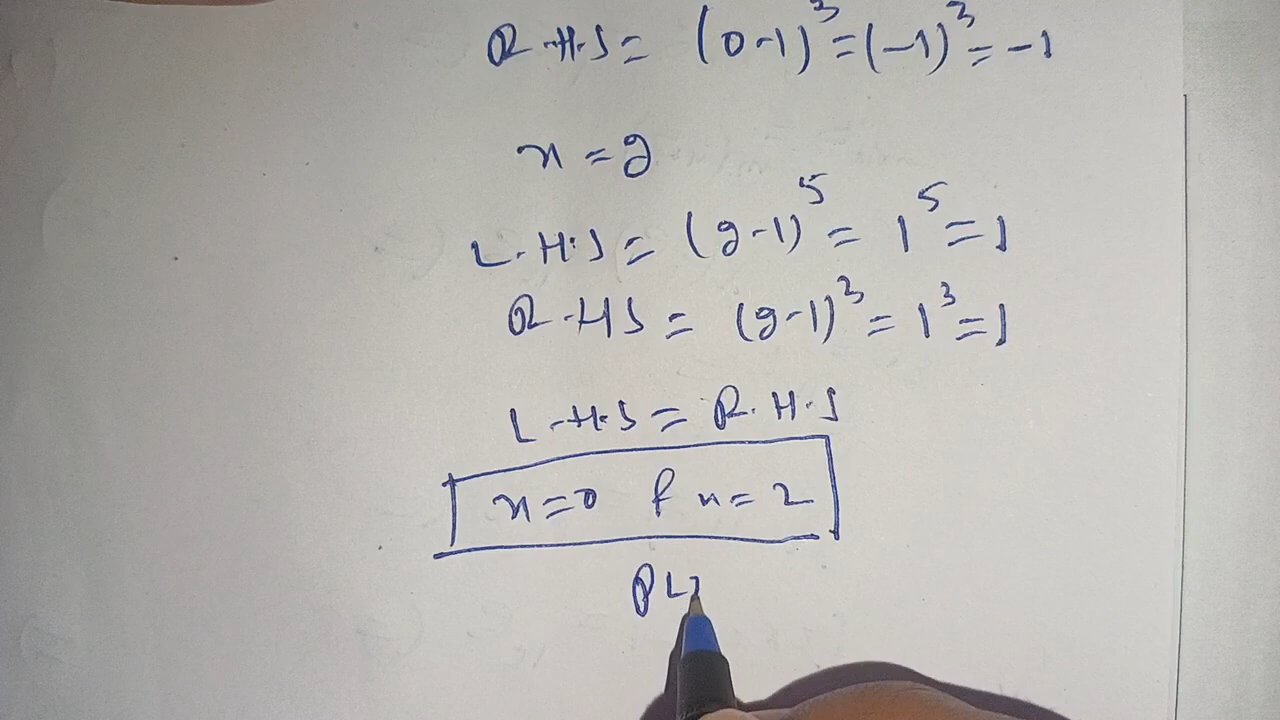 R.H.S = (0-1)³ = (-1)³ = -1
x = 2
L.H.S = (2-1)⁵ = 1⁵ = 1
R.H.S = (2-1)³ = 1³ = 1
L.H.S = R.H.S
x = 0 & x = 2